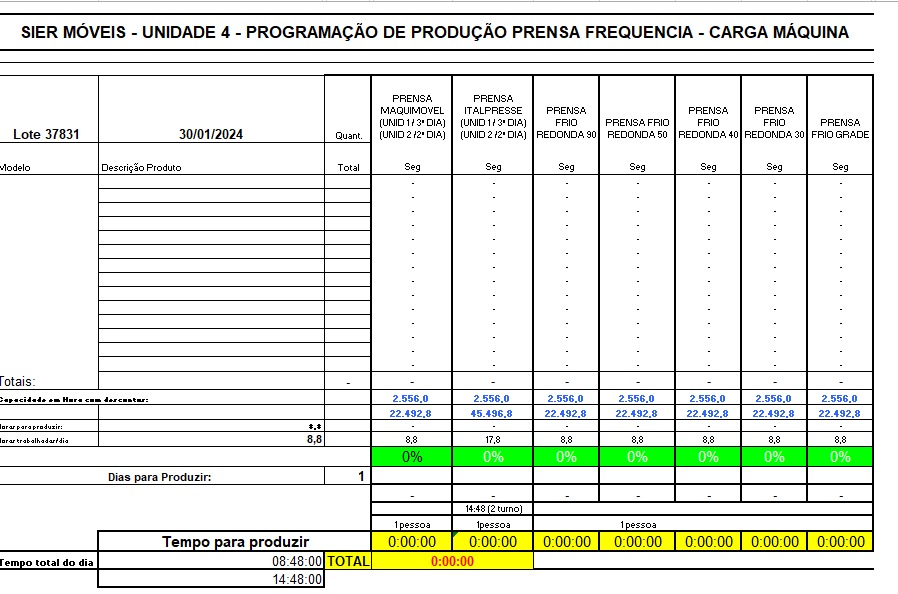 SIER MÓVEIS - UNIDADE 4 - PROGRAMAÇÃO DE PRODUÇÃO PRENSA FREQUENCIA - CARGA MÁQUINA
Lote 37831 30/01/2024 Quant. PRENSA MAQUIMOVEL (UNID 1 / 3ª DIA) (UNID 2 /2ª DIA) PRENSA ITALPRESSE (UNID 1 / 3ª DIA) (UNID 2 /2ª DIA) PRENSA FRIO REDONDA 90 PRENSA FRIO REDONDA 50 PRENSA FRIO REDONDA 40 PRENSA FRIO REDONDA 30 PRENSA FRIO GRADE
Modelo Descrição Produto Total Seg Seg Seg Seg Seg Seg Seg
- - - - - - -
- - - - - - -
- - - - - - -
- - - - - - -
- - - - - - -
- - - - - - -
- - - - - - -
- - - - - - -
- - - - - - -
- - - - - - -
- - - - - - -
- - - - - - -
- - - - - - -
- - - - - - -
Totais: - - - - - - - -
Capacidade em Hora com descontos: 2.556,0 2.556,0 2.556,0 2.556,0 2.556,0 2.556,0 2.556,0
22.492,8 45.496,8 22.492,8 22.492,8 22.492,8 22.492,8 22.492,8
Horas para produzir: 8,8 - - - - - - -
Horas trabalhadas/dia 8,8 8,8 17,8 8,8 8,8 8,8 8,8 8,8
0% 0% 0% 0% 0% 0% 0%
Dias para Produzir: 1
- - - - - - -
14:48 (2 turno)
1 pessoa 1pessoa 1 pessoa
Tempo para produzir 0:00:00 0:00:00 0:00:00 0:00:00 0:00:00 0:00:00 0:00:00
Tempo total do dia 08:48:00 TOTAL 0:00:00
14:48:00